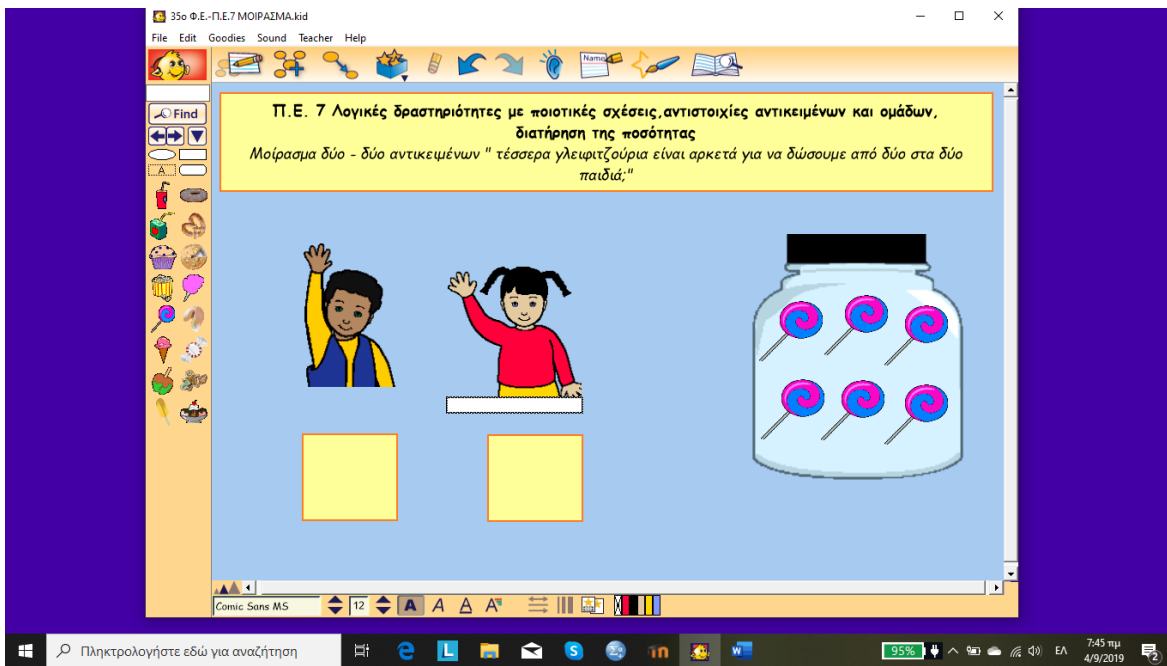 35ο Φ.Ε.-Π.Ε.7 ΜΟΙΡΑΣΜΑ.kid
File Edit Goodies Sound Teacher Help
Name
Find
Π.Ε. 7 Λογικές δραστηριότητες με ποιοτικές σχέσεις,αντιστοιχίες αντικειμένων και ομάδων,
διατήρηση της ποσότητας
Μοίρασμα δύο - δύο αντικειμένων " τέσσερα γλειφιτζούρια είναι αρκετά για να δώσουμε από δύο στα δύο
παιδιά;"
A
Comic Sans MS 12 A A A A
Πληκτρολογήστε εδώ για αναζήτηση
95% ΕΛ 7:45 πμ
4/9/2019 2